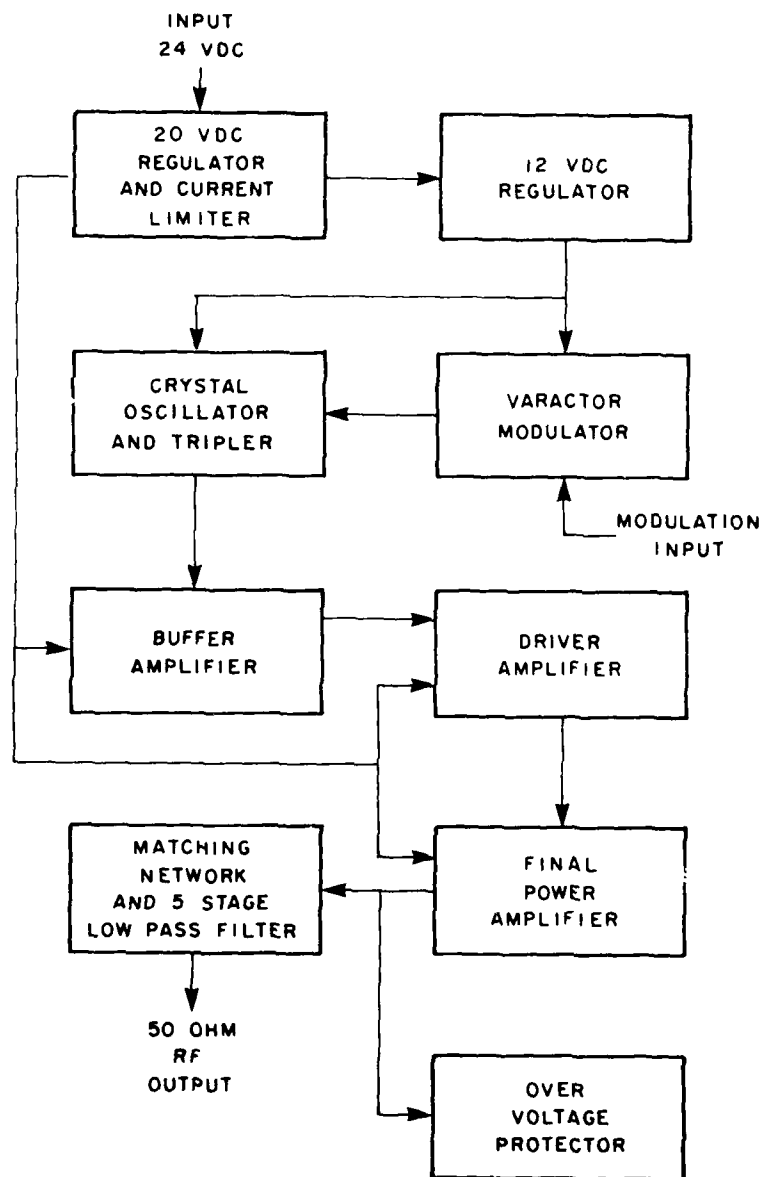 INPUT
24 VDC
20 VDC
REGULATOR
AND CURRENT
LIMITER
12 VDC
REGULATOR
CRYSTAL
OSCILLATOR
AND TRIPLER
VARACTOR
MODULATOR
MODULATION
INPUT
BUFFER
AMPLIFIER
DRIVER
AMPLIFIER
MATCHING
NETWORK
AND 5 STAGE
LOW PASS FILTER
FINAL
POWER
AMPLIFIER
50 OHM
RF
OUTPUT
OVER
VOLTAGE
PROTECTOR